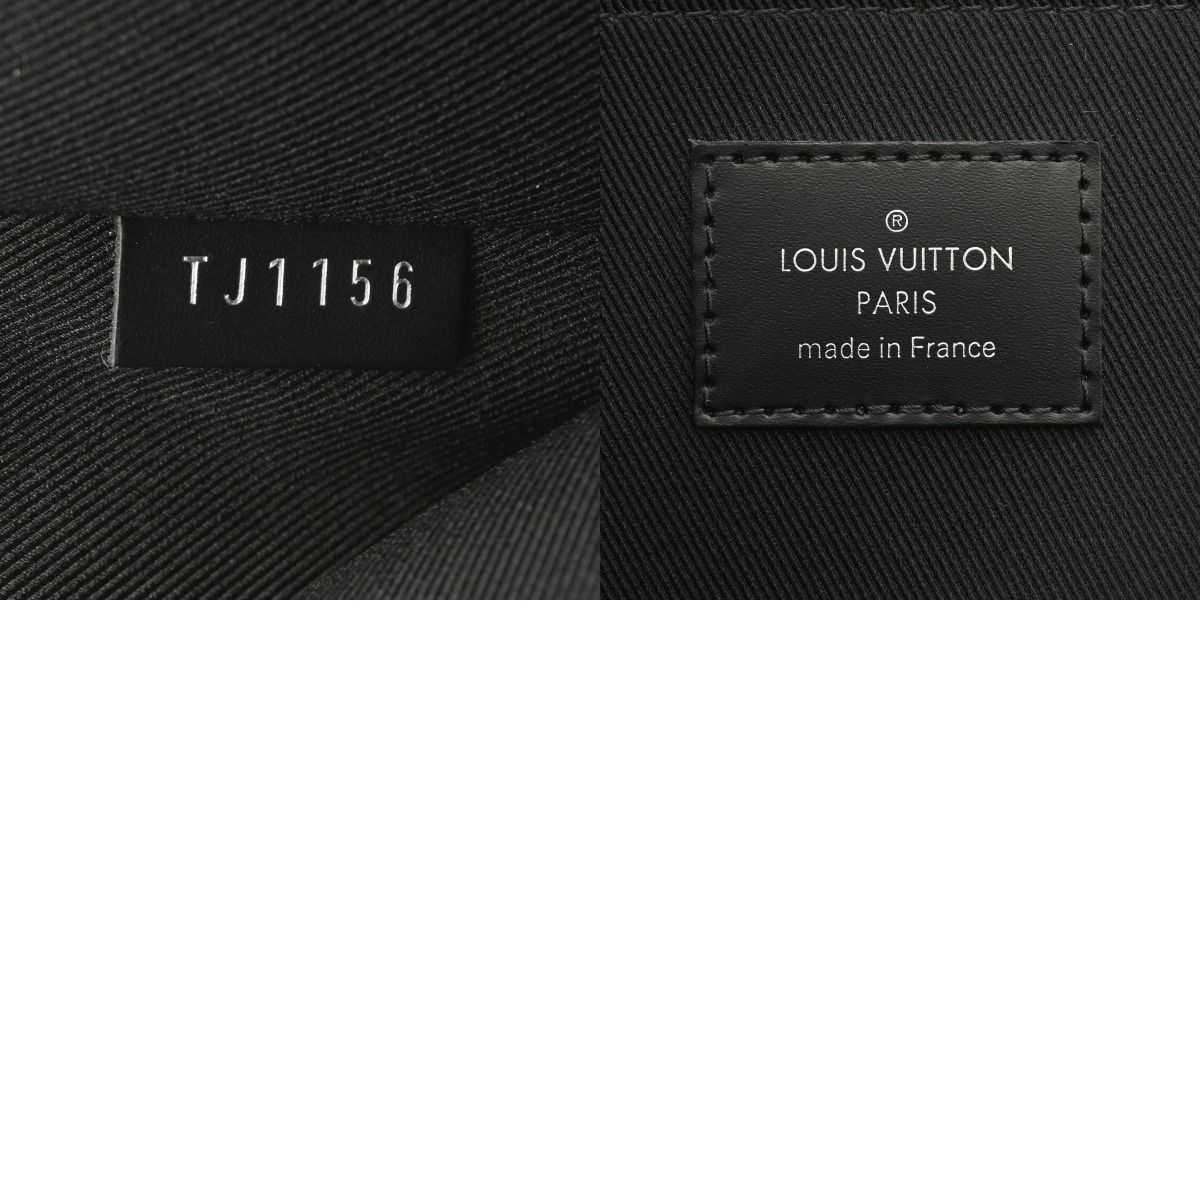 TJ1156
®
LOUIS VUITTON
PARIS
made in France